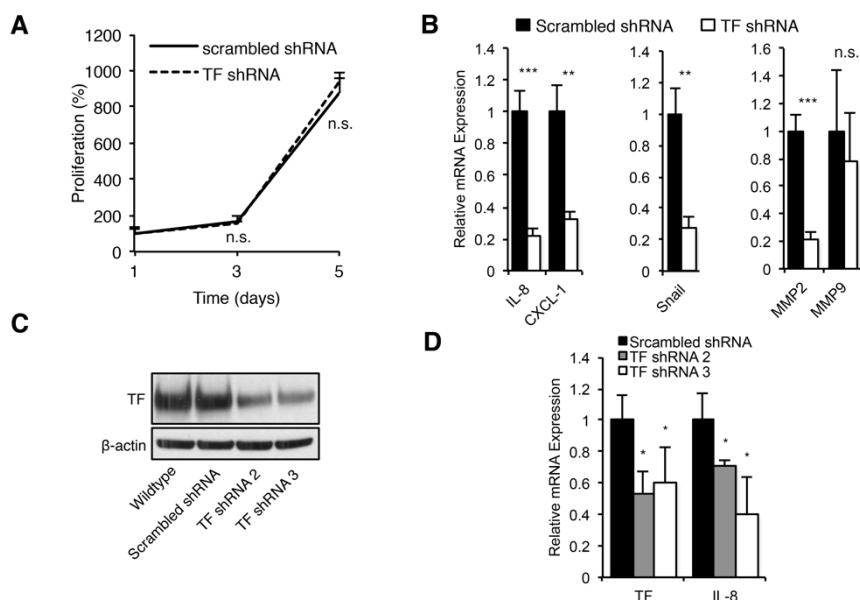 A
1200
1000
800
600
400
200
0
Proliferation (%)
scrambled shRNA
TF shRNA
n.s.
n.s.
1
3
5
Time (days)
B
Scrambled shRNA
TF shRNA
Relative mRNA Expression
1.4
1.2
1
0.8
0.6
0.4
0.2
0
***
**
IL-8
CXCL-1
1.4
1.2
1
0.8
0.6
0.4
0.2
0
**
Snail
1.6
1.4
1.2
1
0.8
0.6
0.4
0.2
0
***
n.s.
MMP2
MMP9
C
TF
β-actin
Wildtype
Scrambled shRNA
TF shRNA 2
TF shRNA 3
D
Srcambled shRNA
TF shRNA 2
TF shRNA 3
Relative mRNA Expression
1.4
1.2
1
0.8
0.6
0.4
0.2
0
*
*
*
*
TF
IL-8